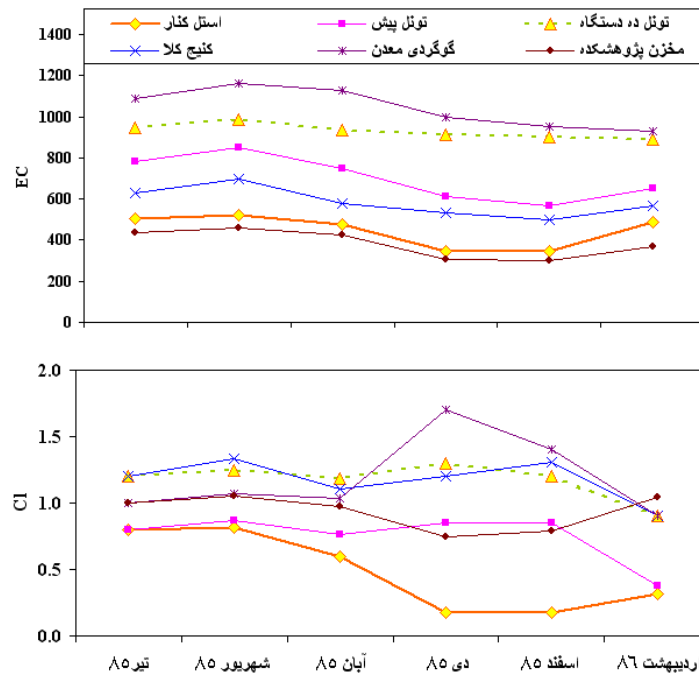 استل کنار
تونل پیش
تونل ده دستگاه
کنیج کلا
گوگردی معدن
مخزن پژوهشکده
1400
1200
1000
800
600
400
200
0
EC
2.0
1.5
1.0
0.5
0.0
Cl
تیر ۸۵
شهریور ۸۵
آبان ۸۵
دی ۸۵
اسفند ۸۵
اردیبهشت ۸۶